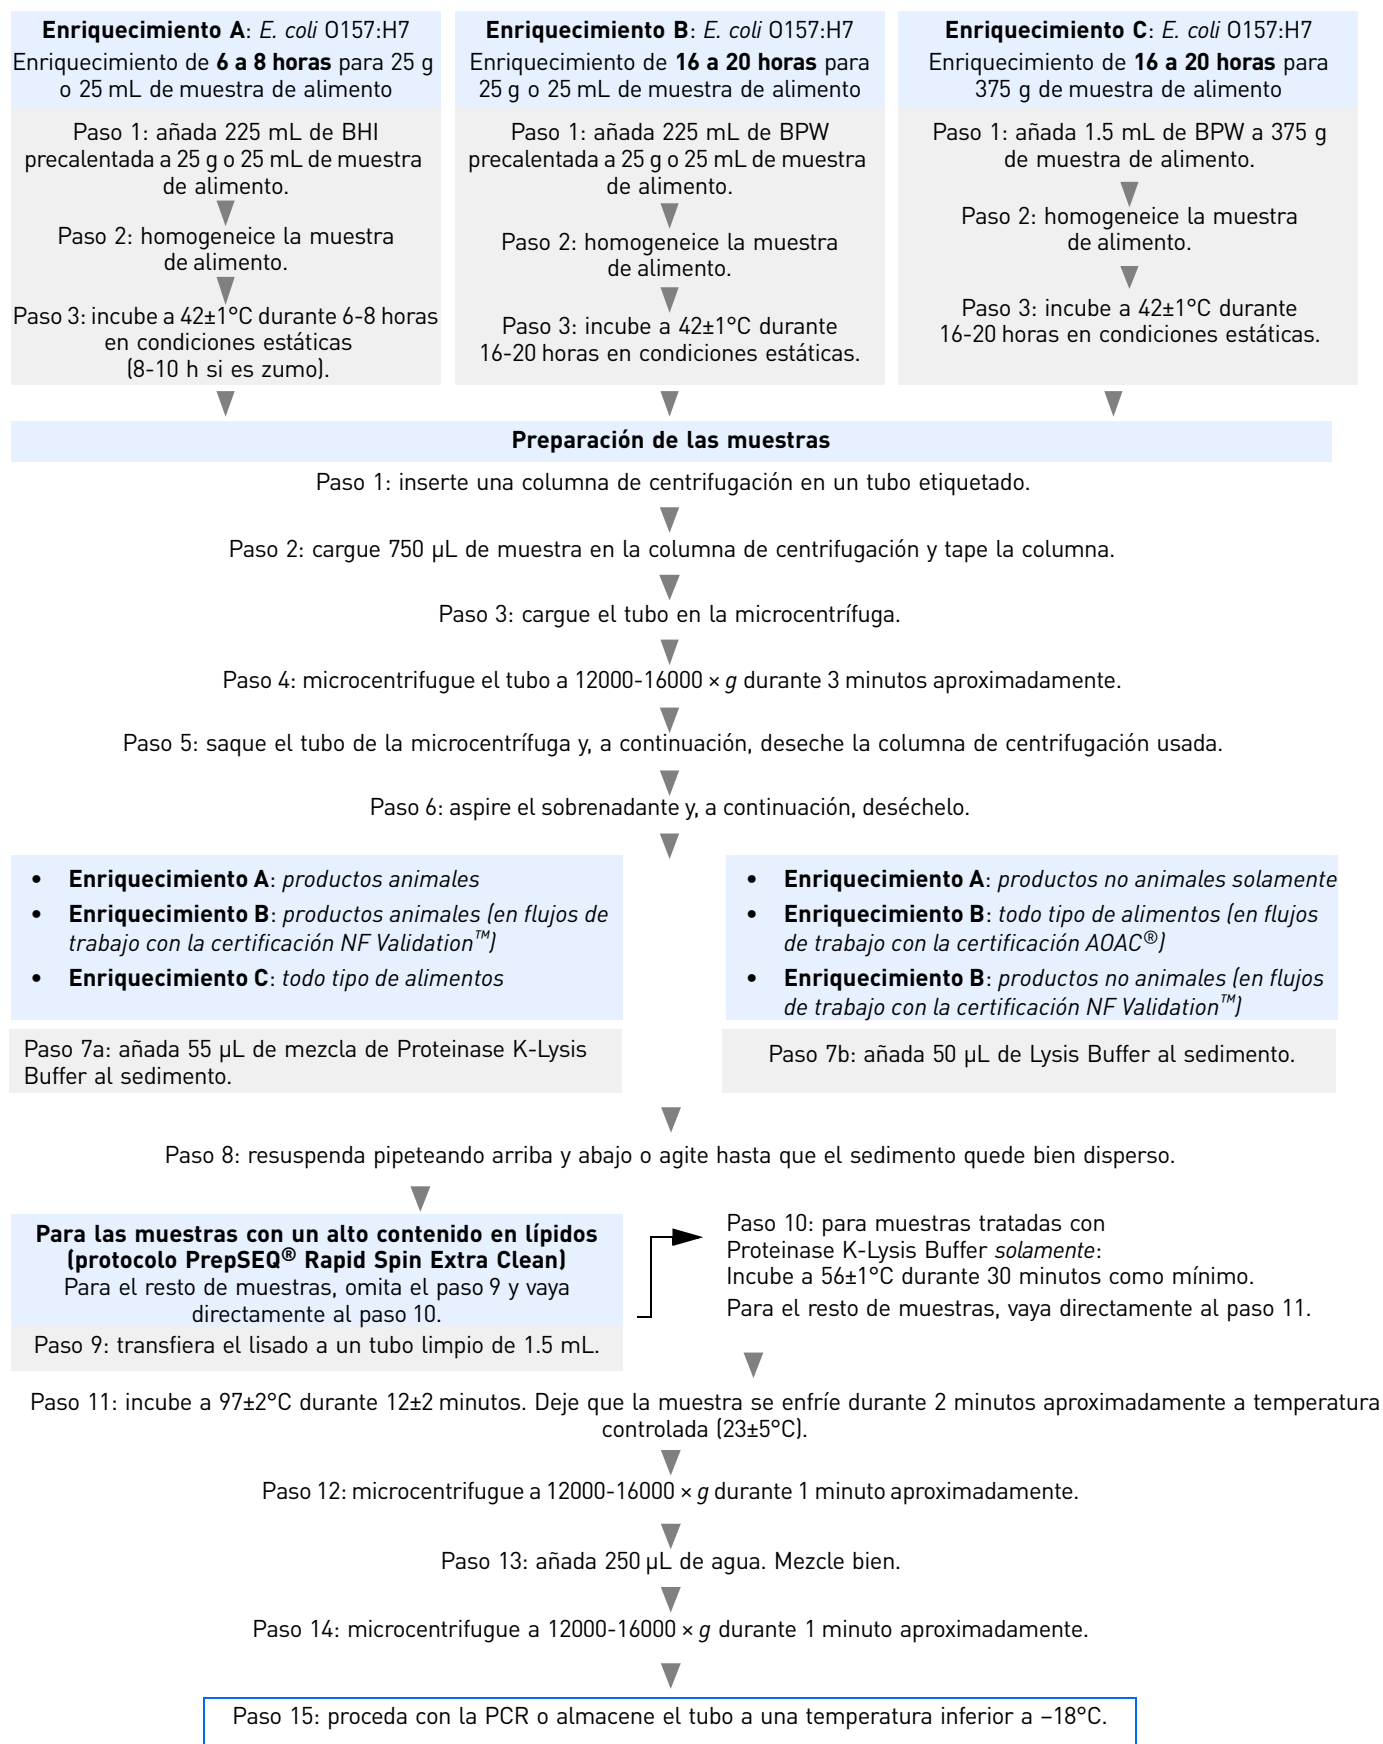 Enriquecimiento A: E. coli O157:H7
Enriquecimiento de 6 a 8 horas para 25 g
o 25 mL de muestra de alimento
Paso 1: añada 225 mL de BHI
precalentada a 25 g o 25 mL de muestra
de alimento.
Paso 2: homogeneice la muestra
de alimento.
Paso 3: incube a 42±1°C durante 6-8 horas
en condiciones estáticas
(8-10 h si es zumo).
Enriquecimiento B: E. coli O157:H7
Enriquecimiento de 16 a 20 horas para
25 g o 25 mL de muestra de alimento
Paso 1: añada 225 mL de BPW
precalentada a 25 g o 25 mL de muestra
de alimento.
Paso 2: homogeneice la muestra
de alimento.
Paso 3: incube a 42±1°C durante
16-20 horas en condiciones estáticas.
Enriquecimiento C: E. coli O157:H7
Enriquecimiento de 16 a 20 horas para
375 g de muestra de alimento
Paso 1: añada 1.5 mL de BPW a 375 g
de muestra de alimento.
Paso 2: homogeneice la muestra
de alimento.
Paso 3: incube a 42±1°C durante
16-20 horas en condiciones estáticas.
Preparación de las muestras
Paso 1: inserte una columna de centrifugación en un tubo etiquetado.
Paso 2: cargue 750 µL de muestra en la columna de centrifugación y tape la columna.
Paso 3: cargue el tubo en la microcentrífuga.
Paso 4: microcentrifugue el tubo a 12000-16000 × g durante 3 minutos aproximadamente.
Paso 5: saque el tubo de la microcentrífuga y, a continuación, deseche la columna de centrifugación usada.
Paso 6: aspire el sobrenadante y, a continuación, deséchelo.
• Enriquecimiento A: productos animales
• Enriquecimiento B: productos animales (en flujos de
trabajo con la certificación NF Validation™)
• Enriquecimiento C: todo tipo de alimentos
Paso 7a: añada 55 µL de mezcla de Proteinase K-Lysis
Buffer al sedimento.
• Enriquecimiento A: productos no animales solamente
• Enriquecimiento B: todo tipo de alimentos (en flujos
de trabajo con la certificación AOAC®)
• Enriquecimiento B: productos no animales (en flujos
de trabajo con la certificación NF Validation™)
Paso 7b: añada 50 µL de Lysis Buffer al sedimento.
Paso 8: resuspenda pipeteando arriba y abajo o agite hasta que el sedimento quede bien disperso.
Para las muestras con un alto contenido en lípidos
(protocolo PrepSEQ® Rapid Spin Extra Clean)
Para el resto de muestras, omita el paso 9 y vaya
directamente al paso 10.
Paso 9: transfiera el lisado a un tubo limpio de 1.5 mL.
Paso 10: para muestras tratadas con
Proteinase K-Lysis Buffer solamente:
Incube a 56±1°C durante 30 minutos como mínimo.
Para el resto de muestras, vaya directamente al paso 11.
Paso 11: incube a 97±2°C durante 12±2 minutos. Deje que la muestra se enfríe durante 2 minutos aproximadamente a temperatura
controlada (23±5°C).
Paso 12: microcentrifugue a 12000-16000 × g durante 1 minuto aproximadamente.
Paso 13: añada 250 µL de agua. Mezcle bien.
Paso 14: microcentrifugue a 12000-16000 × g durante 1 minuto aproximadamente.
Paso 15: proceda con la PCR o almacene el tubo a una temperatura inferior a –18°C.